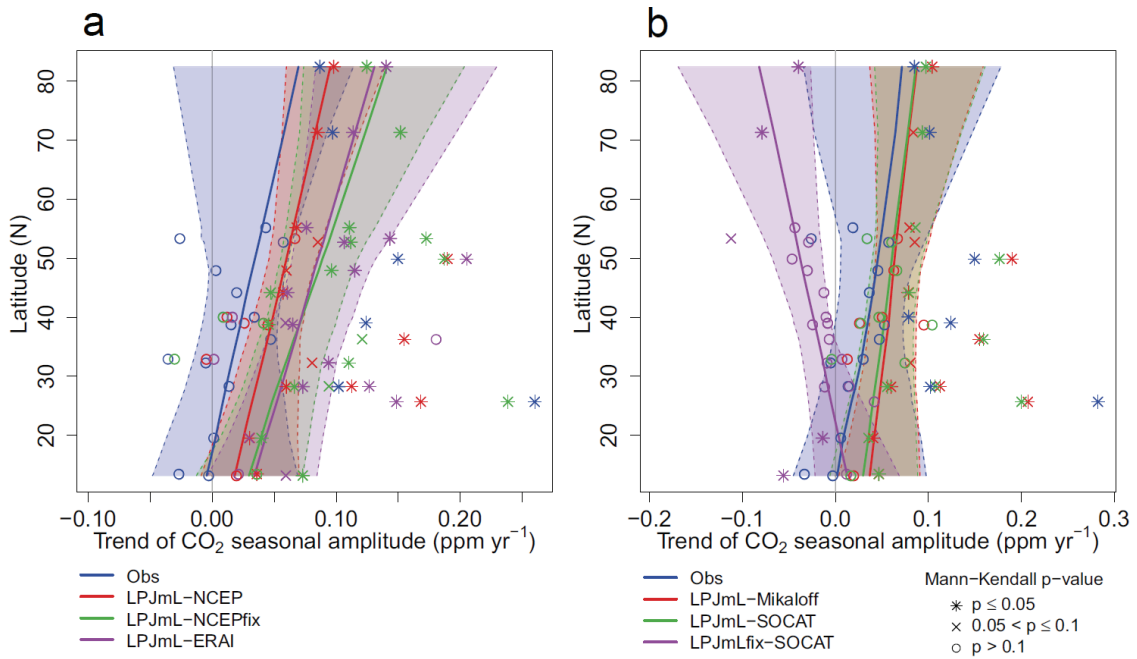 a
Latitude (N)
80
70
60
50
40
30
20
−0.10
0.00
0.10
0.20
Trend of CO₂ seasonal amplitude (ppm yr⁻¹)
Obs
LPJmL−NCEP
LPJmL−NCEPfix
LPJmL−ERAI
b
Latitude (N)
80
70
60
50
40
30
20
−0.2
−0.1
0.0
0.1
0.2
0.3
Trend of CO₂ seasonal amplitude (ppm yr⁻¹)
Obs
LPJmL−Mikaloff
LPJmL−SOCAT
LPJmLfix−SOCAT
Mann−Kendall p−value
p ≤ 0.05
0.05 < p ≤ 0.1
p > 0.1